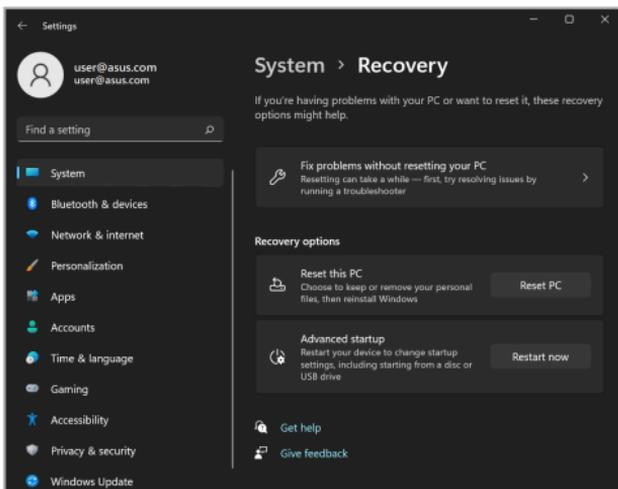 Settings
user@asus.com
user@asus.com
Find a setting
System
Bluetooth & devices
Network & internet
Personalization
Apps
Accounts
Time & language
Gaming
Accessibility
Privacy & security
Windows Update
System > Recovery
If you're having problems with your PC or want to reset it, these recovery
options might help.
Fix problems without resetting your PC
Resetting can take a while — first, try resolving issues by
running a troubleshooter
Recovery options
Reset this PC
Choose to keep or remove your personal
files, then reinstall Windows
Reset PC
Advanced startup
Restart your device to change startup
settings, including starting from a disc or
USB drive
Restart now
Get help
Give feedback